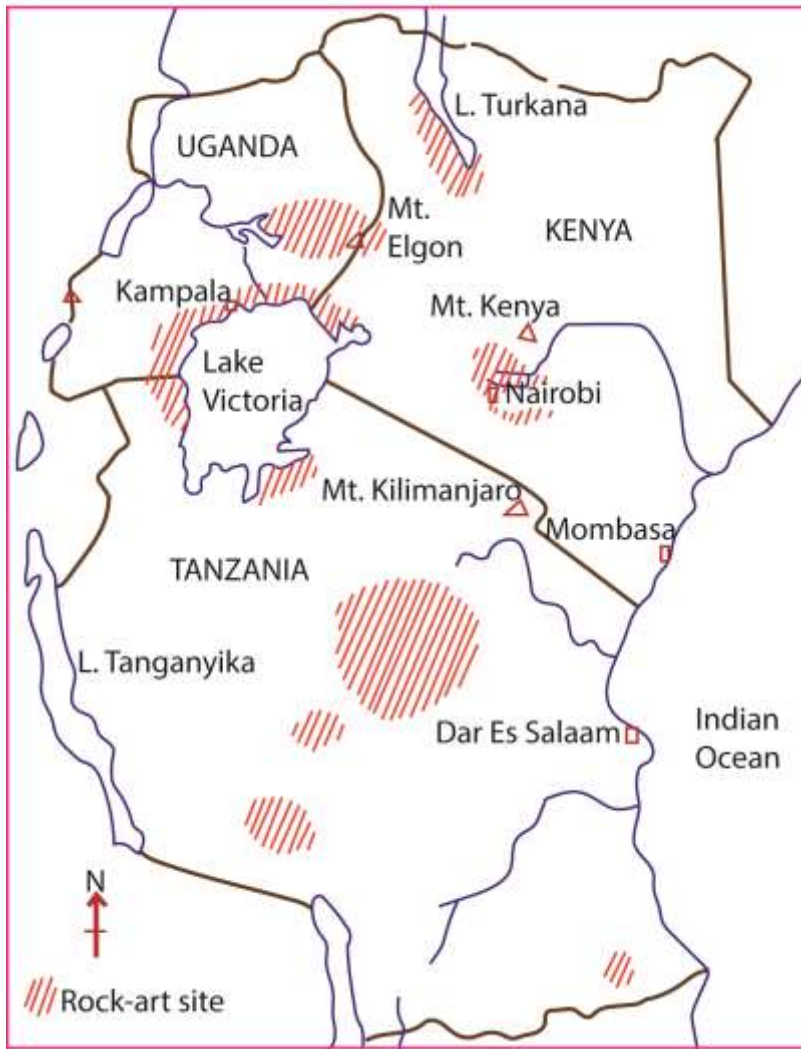 L. Turkana
UGANDA
Mt.
Elgon
KENYA
Kampala
Mt. Kenya
Lake
Victoria
Nairobi
Mt. Kilimanjaro
Mombasa
TANZANIA
L. Tanganyika
Dar Es Salaam
Indian
Ocean
N
Rock-art site